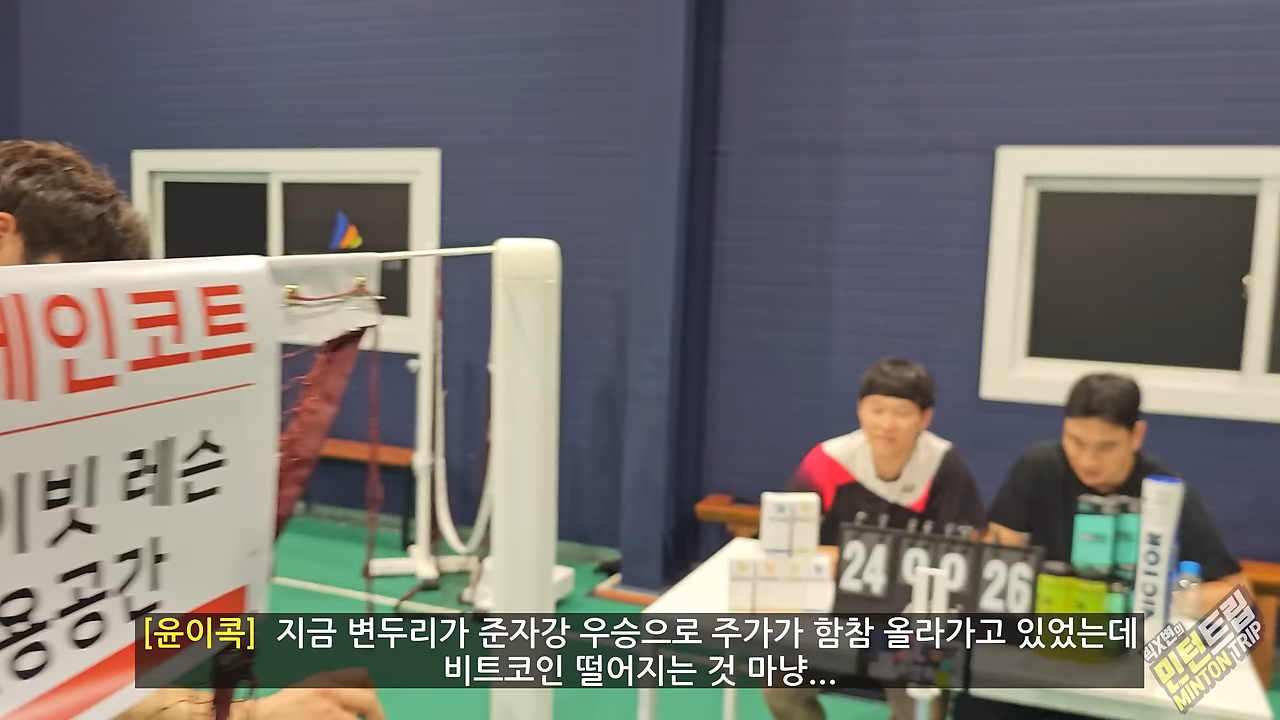 인코트
이빗 레슨
용공간
24
26
VICTOR
[윤이콕] 지금 변두리가 준자강 우승으로 주가가 함참 올라가고 있었는데
비트코인 떨어지는 것 마냥...
민턴트립
MINTON TRIP